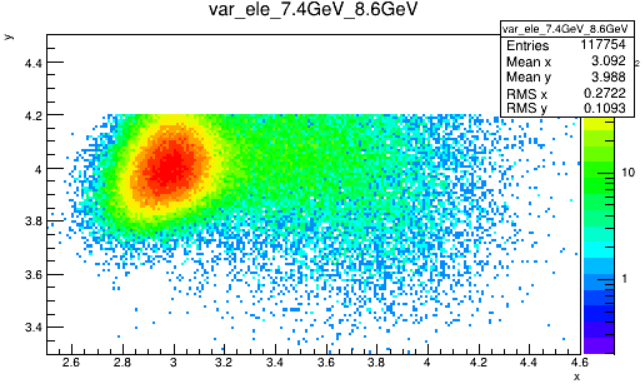 var_ele_7.4GeV_8.6GeV
var_ele_7.4GeV_8.6GeV
Entries 117754
Mean x 3.092
Mean y 3.988
RMS x 0.2722
RMS y 0.1093
y
4.4
4.2
4
3.8
3.6
3.4
2.6 2.8 3 3.2 3.4 3.6 3.8 4 4.2 4.4 4.6
x
2
10
1